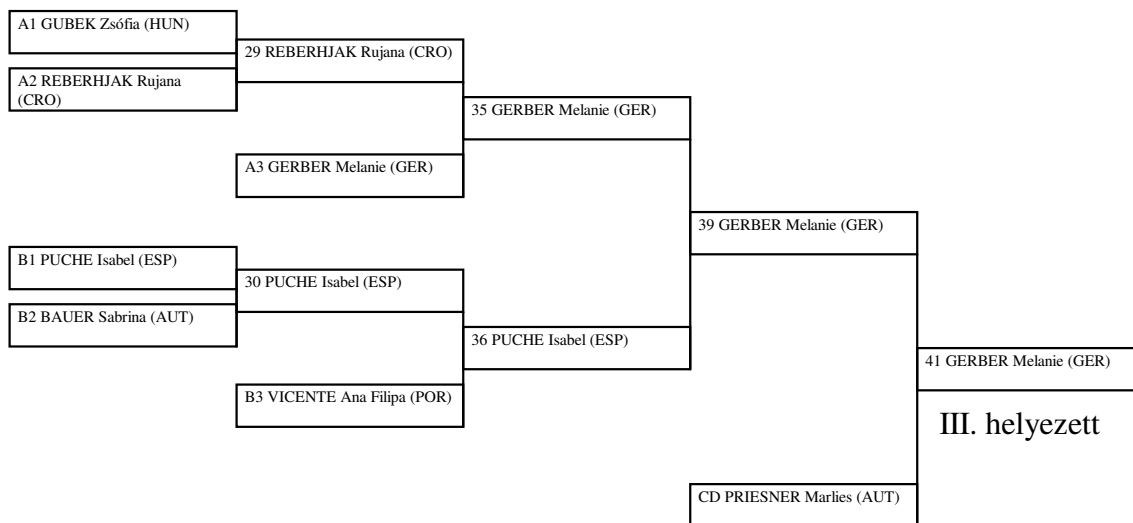 A1 GUBEK Zsófia (HUN)
29 REBERHJAK Rujana (CRO)
A2 REBERHJAK Rujana
(CRO)
35 GERBER Melanie (GER)
A3 GERBER Melanie (GER)
39 GERBER Melanie (GER)
B1 PUCHE Isabel (ESP)
30 PUCHE Isabel (ESP)
B2 BAUER Sabrina (AUT)
36 PUCHE Isabel (ESP)
41 GERBER Melanie (GER)
B3 VICENTE Ana Filipa (POR)
III. helyezett
CD PRIESNER Marlies (AUT)